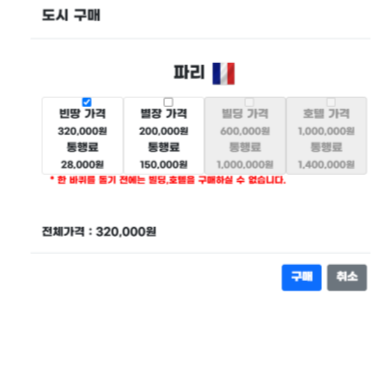 도시 구매
파리
빈땅 가격 별장 가격 빌딩 가격 호텔 가격
320,000원 200,000원 600,000원 1,000,000원
통행료 통행료 통행료 통행료
28,000원 150,000원 1,000,000원 1,400,000원
* 한 바퀴를 돌기 전에는 빌딩,호텔을 구매하실 수 없습니다.
전체가격 : 320,000원
구매 취소